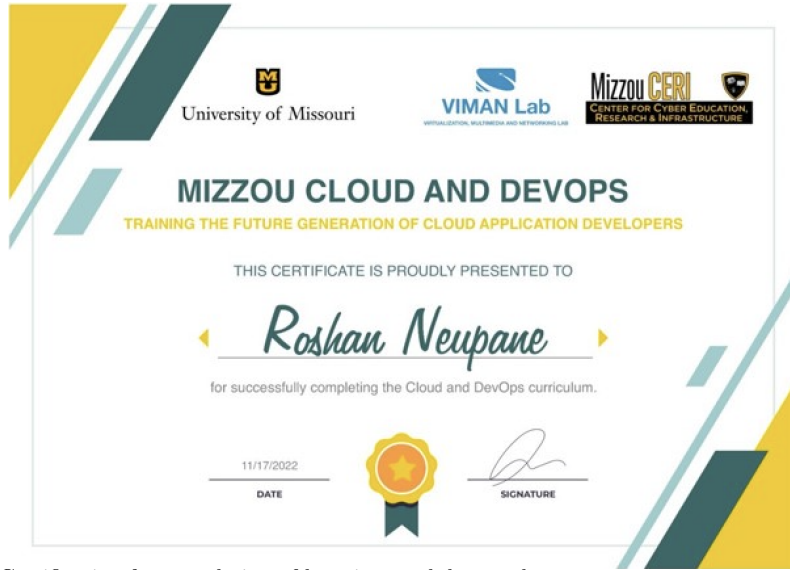 University of Missouri
VIMAN Lab
VIRTUALIZATION, MULTIMEDIA AND NETWORKING LAB
Mizzou CERI
CENTER FOR CYBER EDUCATION,
RESEARCH & INFRASTRUCTURE
MIZZOU CLOUD AND DEVOPS
TRAINING THE FUTURE GENERATION OF CLOUD APPLICATION DEVELOPERS
THIS CERTIFICATE IS PROUDLY PRESENTED TO
Roshan Neupane
for successfully completing the Cloud and DevOps curriculum.
11/17/2022
DATE
SIGNATURE